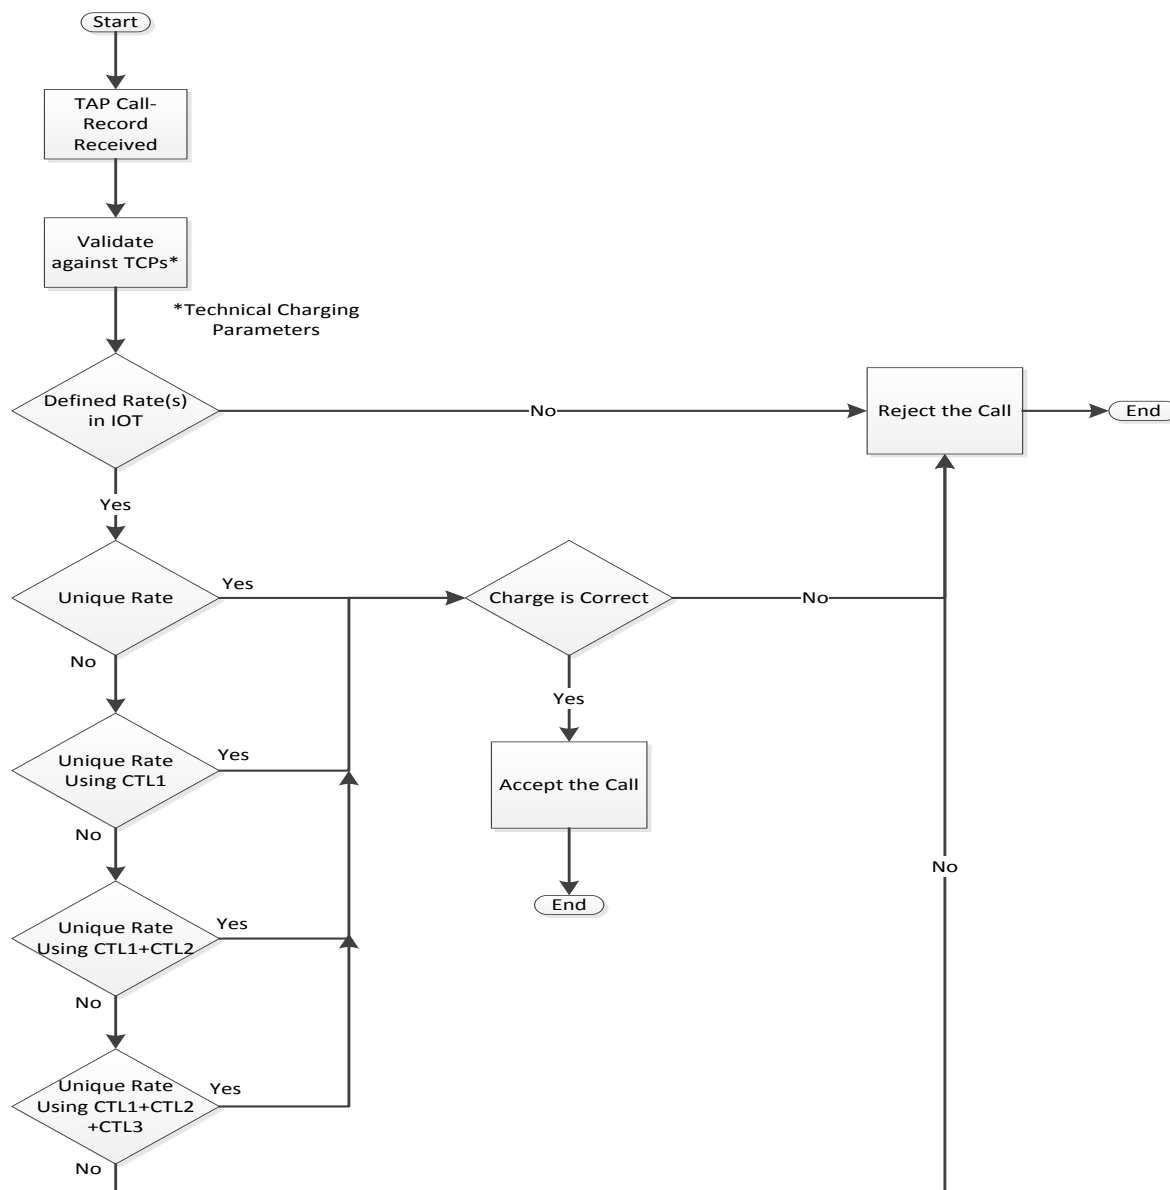 Start
TAP Call-
Record
Received
Validate
against TCPs*
*Technical Charging
Parameters
Defined Rate(s)
in IOT
No
Reject the Call
End
Yes
Unique Rate
Yes
Charge is Correct
No
No
Yes
Unique Rate
Using CTL1
Yes
Accept the Call
No
No
End
Unique Rate
Using CTL1+CTL2
Yes
No
Unique Rate
Using CTL1+CTL2
+CTL3
Yes
No